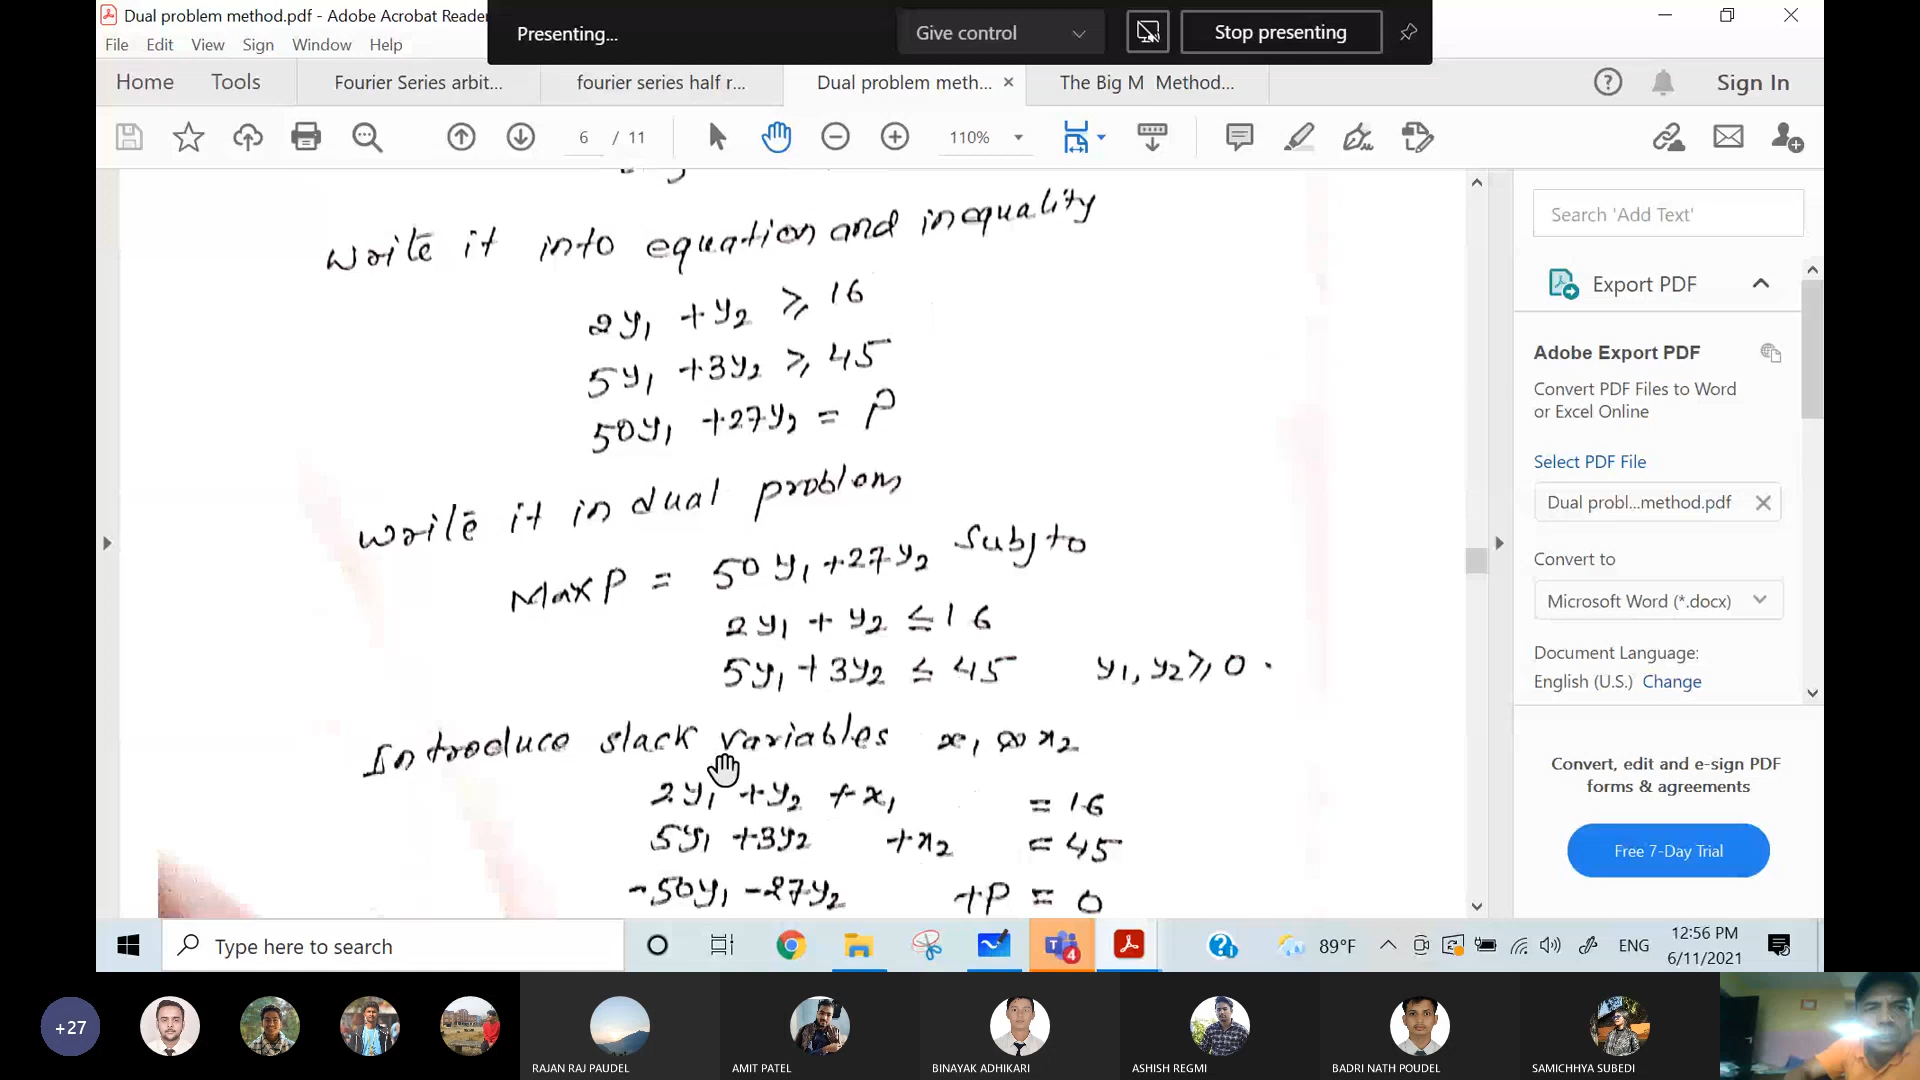 Dual problem method.pdf - Adobe Acrobat Reader
Presenting...
Give control
Stop presenting
File Edit View Sign Window Help
Home Tools Fourier Series arbit... fourier series half r... Dual problem meth... The Big M Method... Sign In
6 / 11 110%
Write it into equation and inequality
2y₁ + y₂ ≥ 16
5y₁ + 3y₂ ≥ 45
50y₁ + 27y₂ = P
Write it in dual problem
Max P = 50y₁ + 27y₂ Subj to
2y₁ + y₂ ≤ 16
5y₁ + 3y₂ ≤ 45 y₁, y₂ ≥ 0.
Introduce slack variables x₁ & x₂
2y₁ + y₂ + x₁ = 16
5y₁ + 3y₂ + x₂ = 45
-50y₁ - 27y₂ + P = 0
Search 'Add Text'
Export PDF
Adobe Export PDF
Convert PDF Files to Word
or Excel Online
Select PDF File
Dual probl...method.pdf
Convert to
Microsoft Word (*.docx)
Document Language:
English (U.S.) Change
Convert, edit and e-sign PDF
forms & agreements
Free 7-Day Trial
Type here to search
4
89°F
ENG
12:56 PM
6/11/2021
+27
RAJAN RAJ PAUDEL
AMIT PATEL
BINAYAK ADHIKARI
ASHISH REGMI
BADRI NATH POUDEL
SAMICHHYA SUBEDI